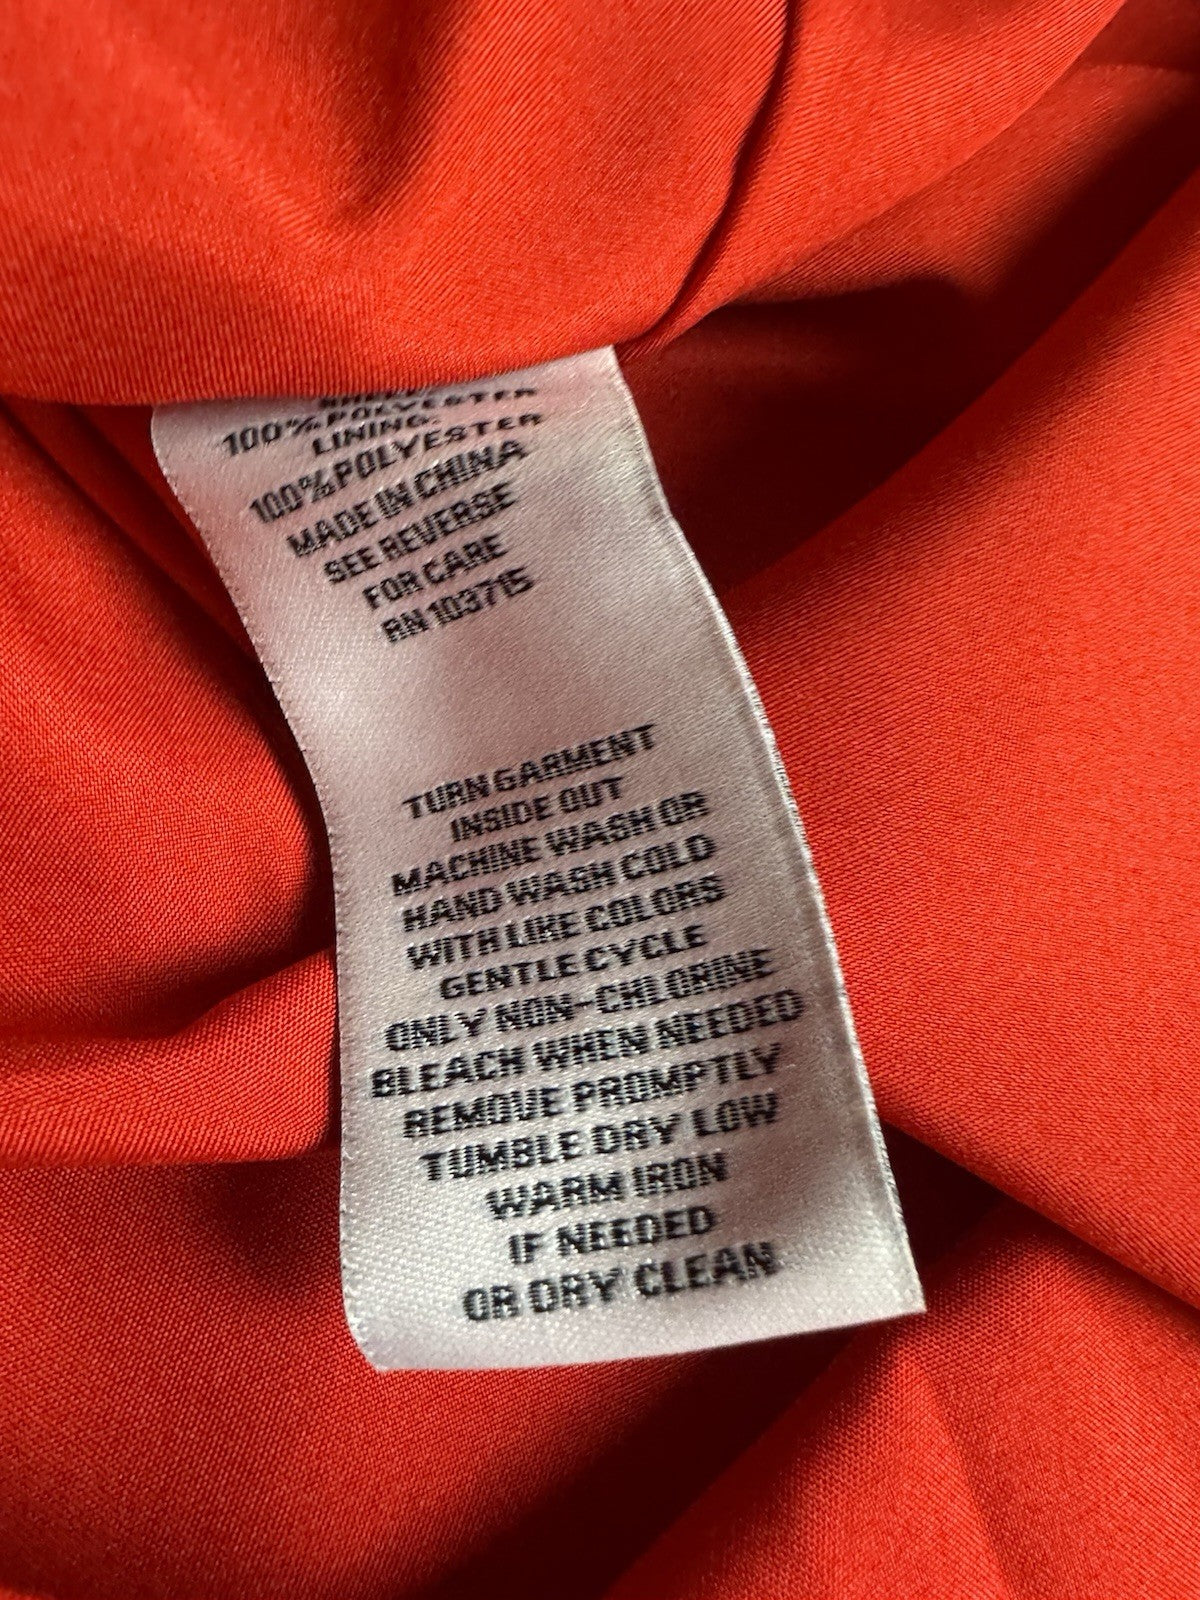 100%POLYESTER
LINING:
100%POLYESTER
MADE IN CHINA
SEE REVERSE
FOR CARE
RN 103715
TURN GARMENT
INSIDE OUT
MACHINE WASH OR
HAND WASH COLD
WITH LIKE COLORS
GENTLE CYCLE
ONLY NON-CHLORINE
BLEACH WHEN NEEDED
REMOVE PROMPTLY
TUMBLE DRY LOW
WARM IRON
IF NEEDED
OR DRY CLEAN